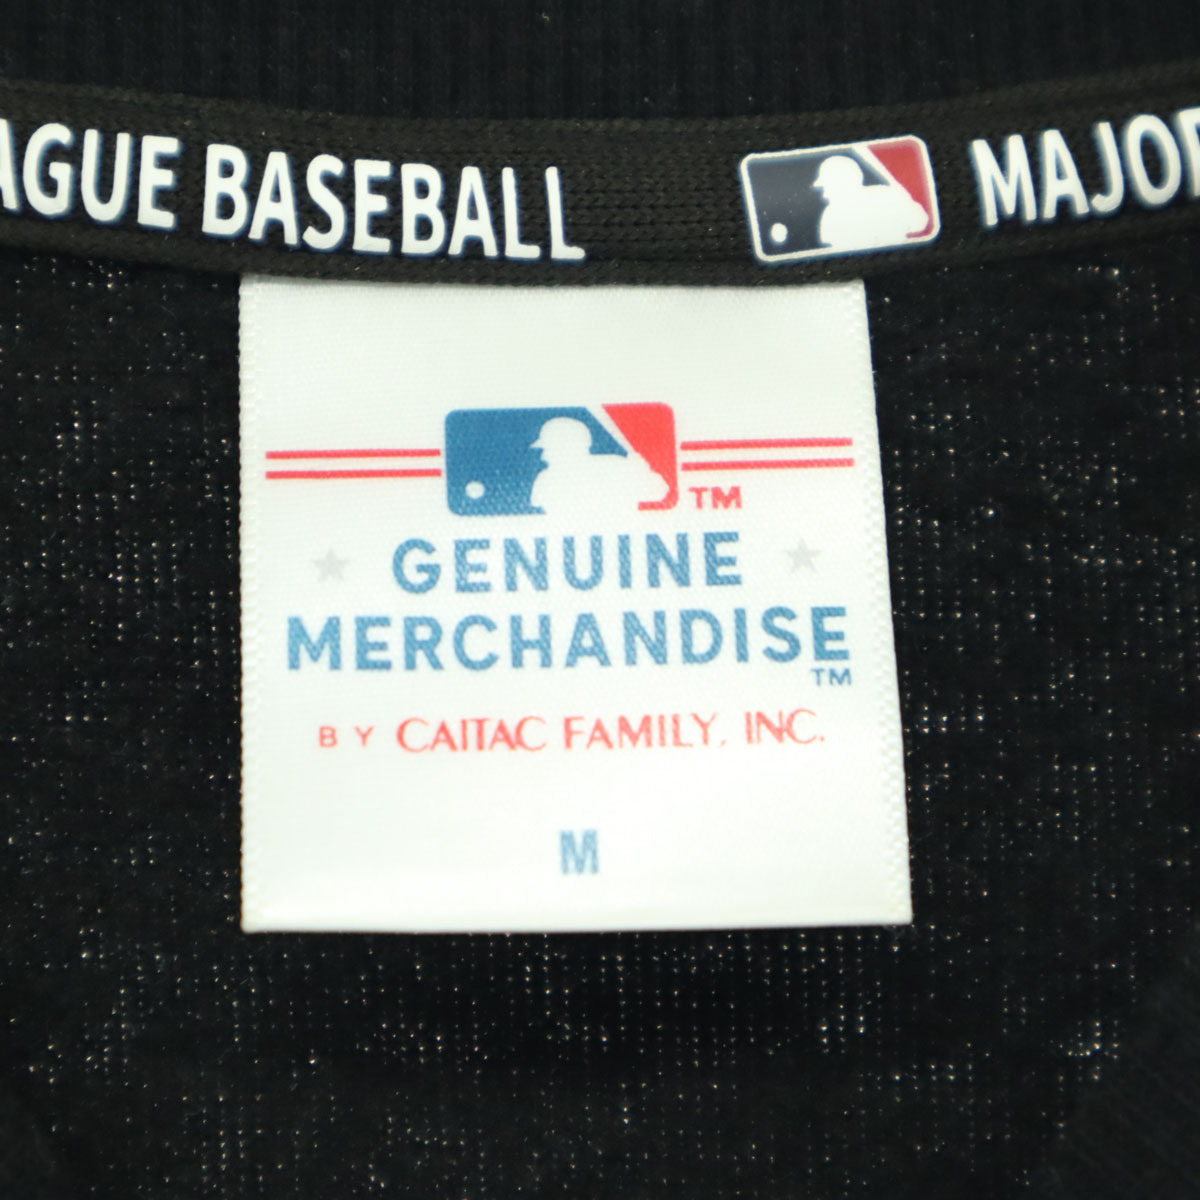 AGUE BASEBALL MAJOR
TM
GENUINE
MERCHANDISE
TM
BY CAITAC FAMILY, INC.
M